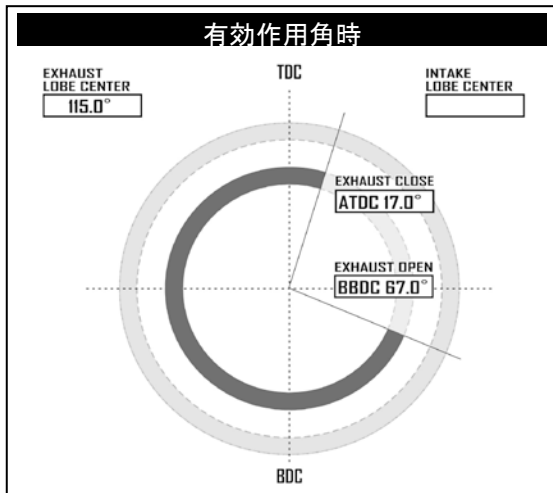 有効作用角時
EXHAUST
LOBE CENTER
115.0°
TDC
INTAKE
LOBE CENTER
EXHAUST CLOSE
ATDC 17.0°
EXHAUST OPEN
BBDC 67.0°
BDC